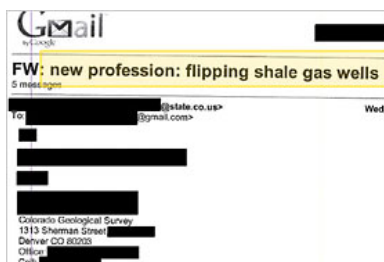 Gmail
by Google
FW: new profession: flipping shale gas wells
5 messages
@state.co.us>
Wed
To: @gmail.com>
Colorado Geological Survey
1313 Sherman Street
Denver CO 80203
Office
Cell: